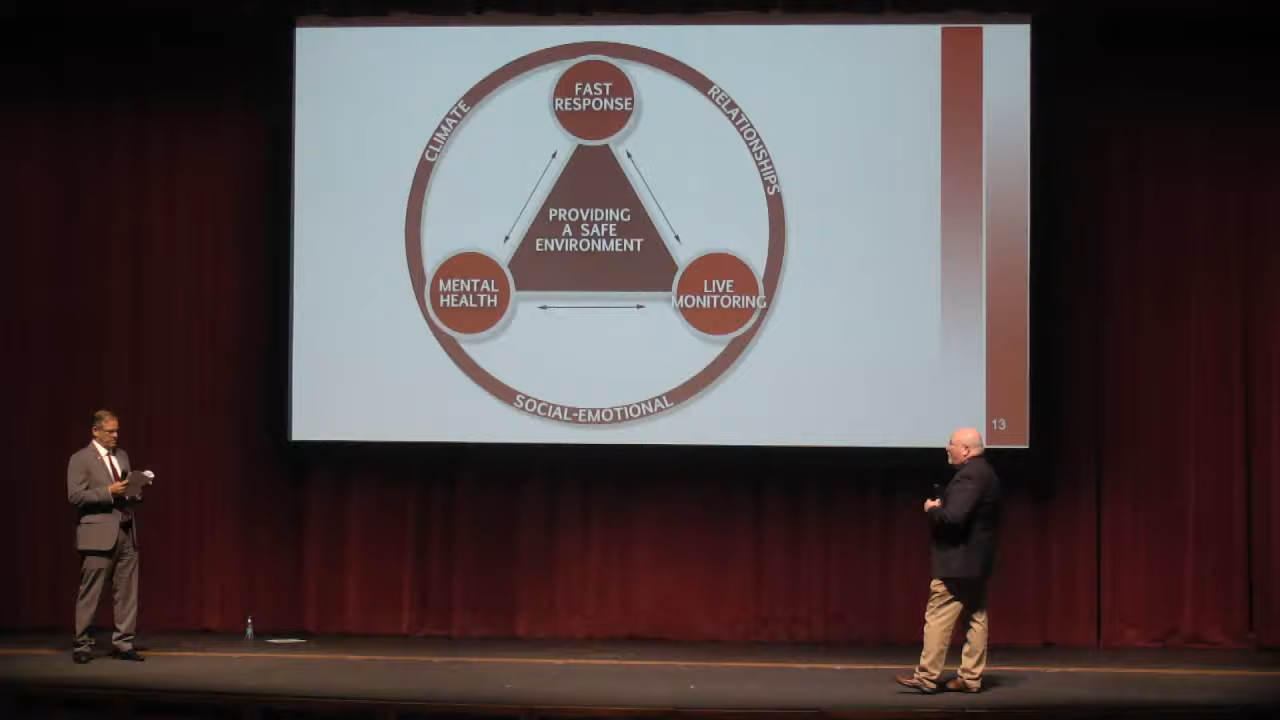 FAST
RESPONSE
CLIMATE
RELATIONSHIPS
PROVIDING
A SAFE
ENVIRONMENT
MENTAL
HEALTH
LIVE
MONITORING
SOCIAL-EMOTIONAL
13